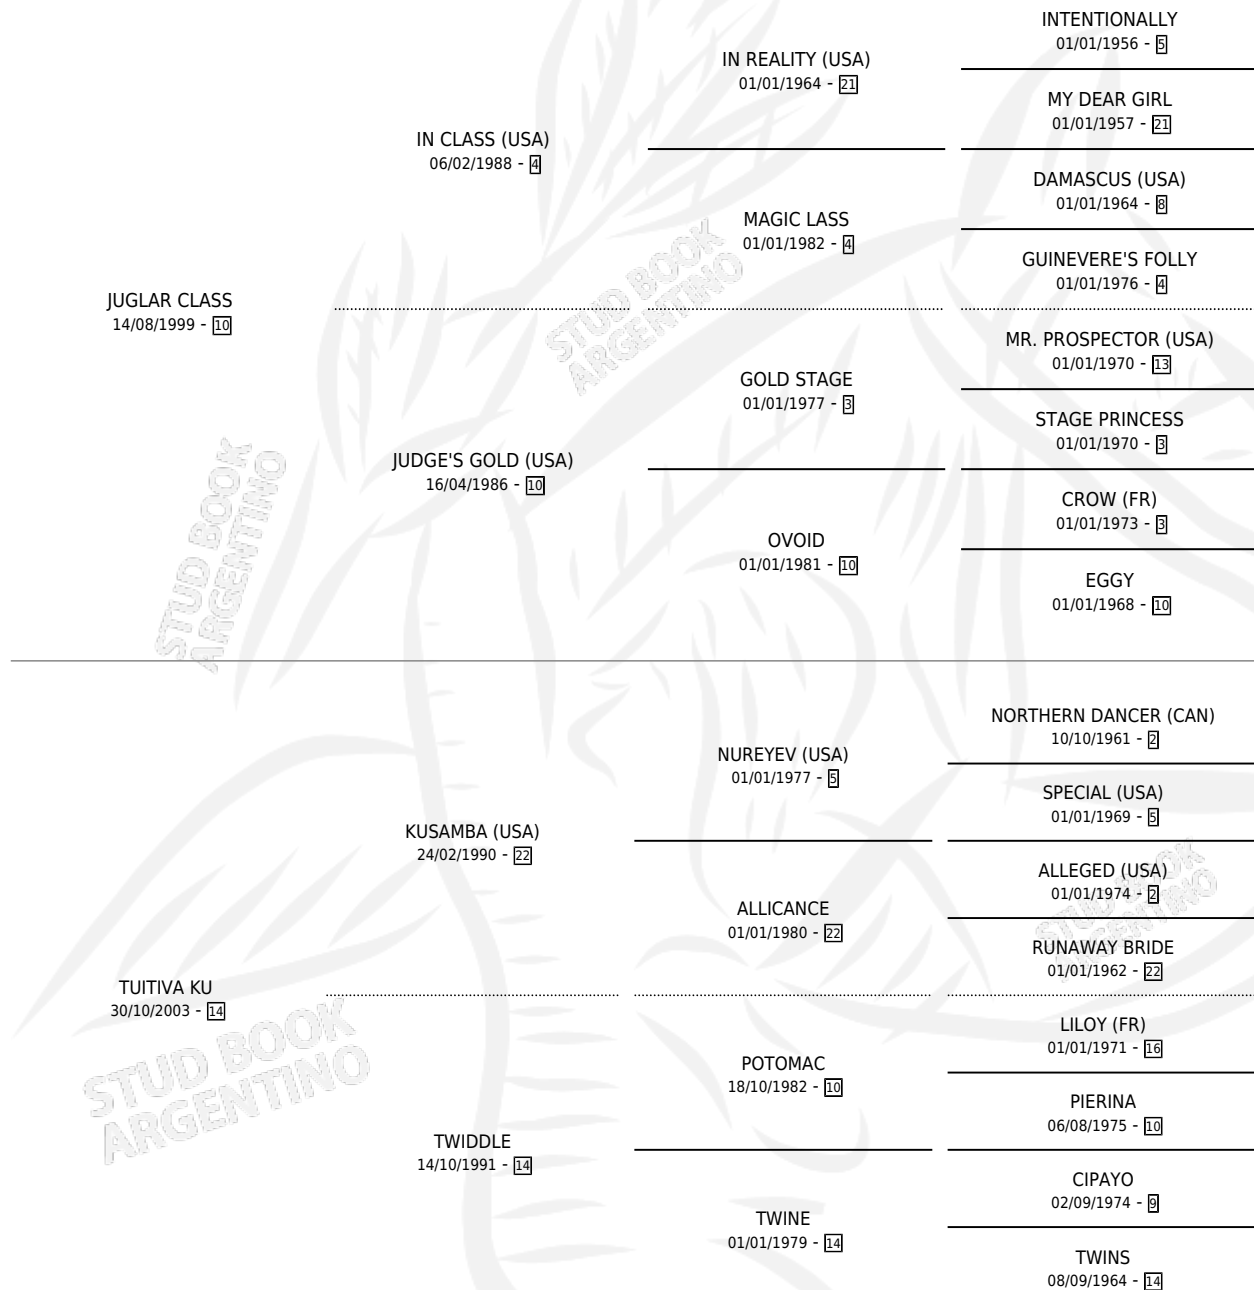 INTENTIONALLY
01/01/1956 - 5
IN REALITY (USA)
01/01/1964 - 21
MY DEAR GIRL
01/01/1957 - 21
IN CLASS (USA)
06/02/1988 - 4
DAMASCUS (USA)
01/01/1964 - 8
MAGIC LASS
01/01/1982 - 4
GUINEVERE'S FOLLY
01/01/1976 - 4
JUGLAR CLASS
14/08/1999 - 10
MR. PROSPECTOR (USA)
01/01/1970 - 13
GOLD STAGE
01/01/1977 - 3
STAGE PRINCESS
01/01/1970 - 3
JUDGE'S GOLD (USA)
16/04/1986 - 10
CROW (FR)
01/01/1973 - 3
OVOID
01/01/1981 - 10
EGGY
01/01/1968 - 10
NORTHERN DANCER (CAN)
10/10/1961 - 2
NUREYEV (USA)
01/01/1977 - 5
SPECIAL (USA)
01/01/1969 - 5
KUSAMBA (USA)
24/02/1990 - 22
ALLEGED (USA)
01/01/1974 - 2
ALLICANCE
01/01/1980 - 22
RUNAWAY BRIDE
01/01/1962 - 22
TUITIVA KU
30/10/2003 - 14
LILOY (FR)
01/01/1971 - 16
POTOMAC
18/10/1982 - 10
PIERINA
06/08/1975 - 10
TWIDDLE
14/10/1991 - 14
CIPAYO
02/09/1974 - 9
TWINE
01/01/1979 - 14
TWINS
08/09/1964 - 14
STUD BOOK
ARGENTINO
STUD BOOK
ARGENTINO
STUD BOOK
ARGENTINO
STUD BOOK
ARGENTINO